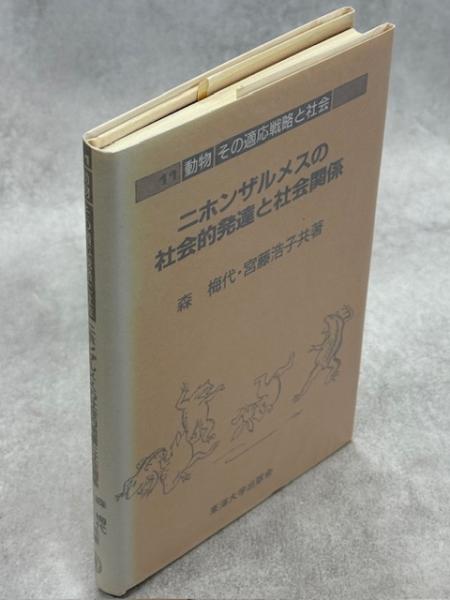 11 動物 その適応戦略と社会
ニホンザルメスの
社会的発達と社会関係
森 梅代・宮藤浩子共著
東海大学出版会